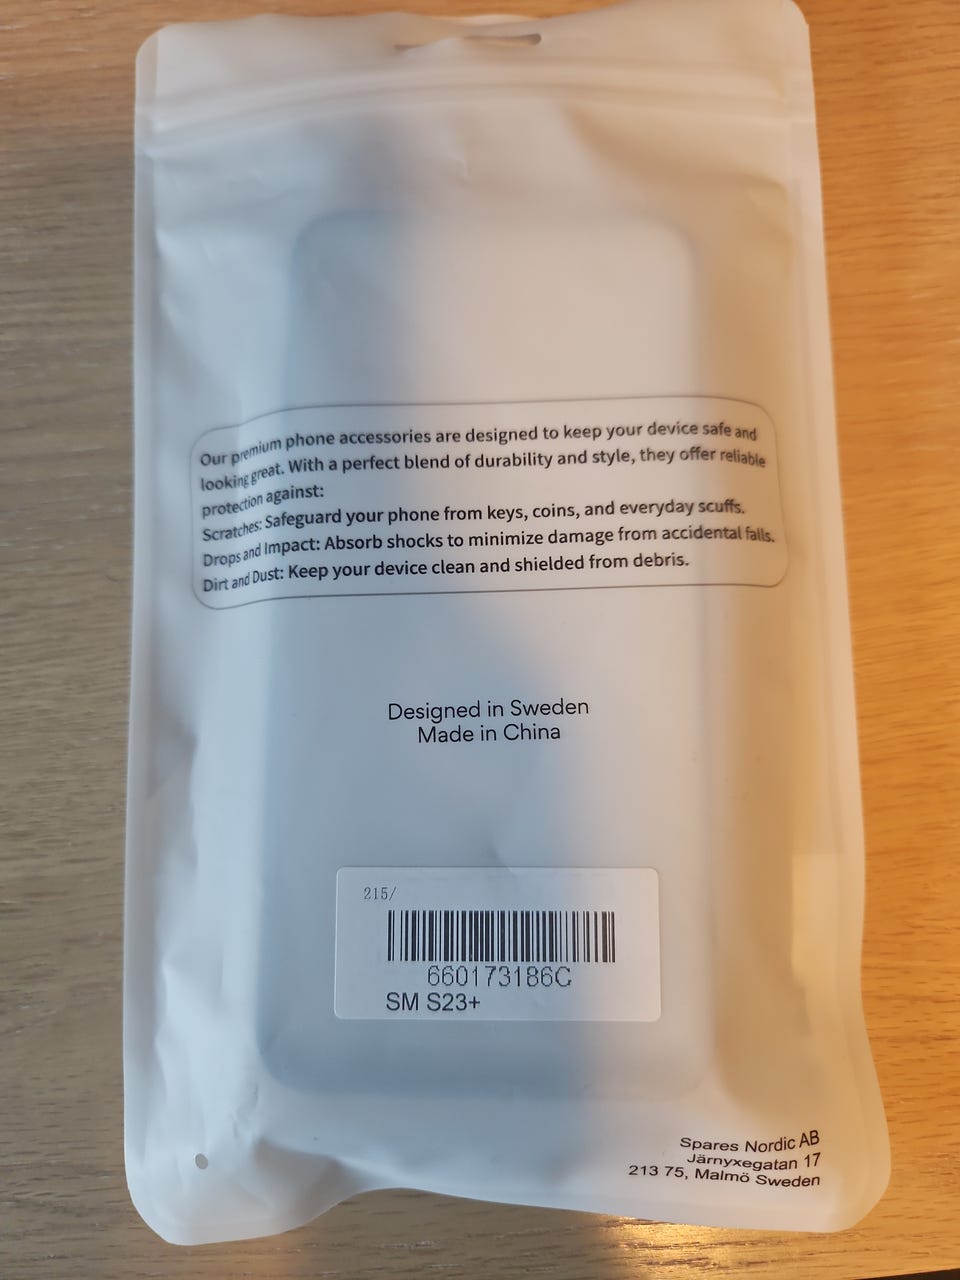 Our premium phone accessories are designed to keep your device safe and
looking great. With a perfect blend of durability and style, they offer reliable
protection against:
Scratches: Safeguard your phone from keys, coins, and everyday scuffs.
Drops and Impact: Absorb shocks to minimize damage from accidental falls.
Dirt and Dust: Keep your device clean and shielded from debris.
Designed in Sweden
Made in China
215/
660173186C
SM S23+
Spares Nordic AB
Järnyxegatan 17
213 75, Malmö Sweden